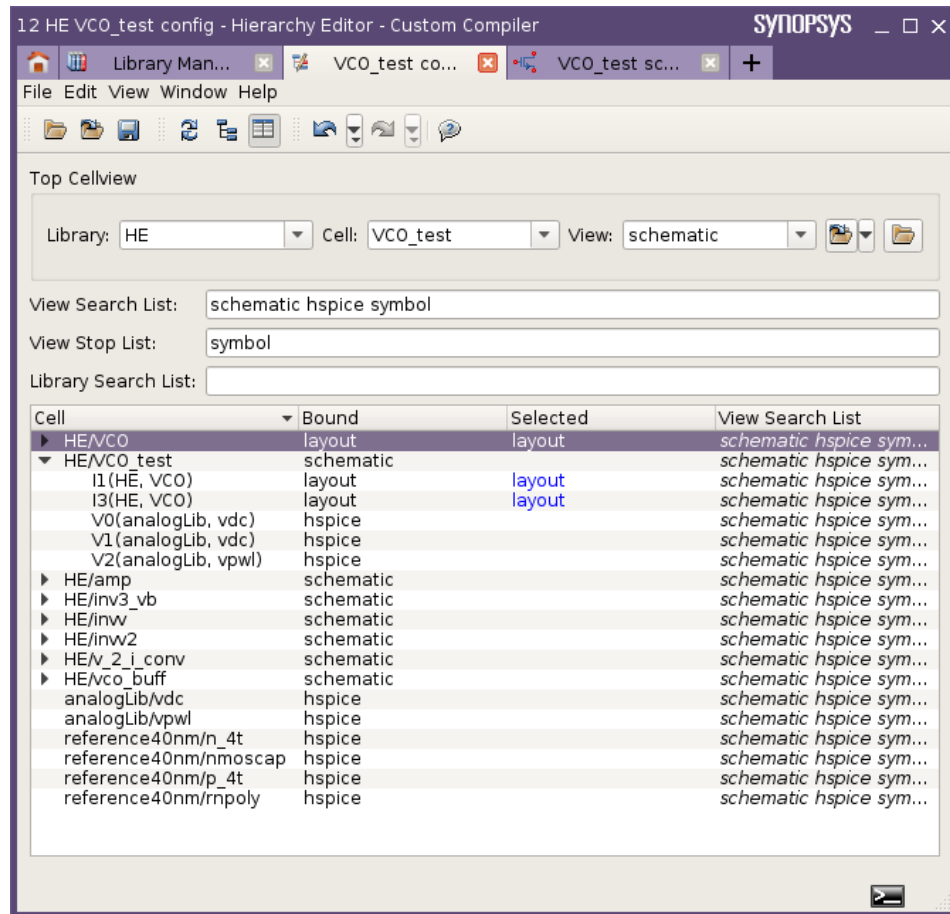 12 HE VCO_test config - Hierarchy Editor - Custom Compiler SYNOPSYS
Library Man... VCO_test co... VCO_test sc... +
File Edit View Window Help
Top Cellview
Library: HE Cell: VCO_test View: schematic
View Search List: schematic hspice symbol
View Stop List: symbol
Library Search List:
Cell Bound Selected View Search List
HE/VCO layout layout schematic hspice sym...
HE/VCO_test schematic schematic hspice sym...
I1(HE, VCO) layout layout schematic hspice sym...
I3(HE, VCO) layout layout schematic hspice sym...
V0(analogLib, vdc) hspice schematic hspice sym...
V1(analogLib, vdc) hspice schematic hspice sym...
V2(analogLib, vpwl) hspice schematic hspice sym...
HE/amp schematic schematic hspice sym...
HE/inv3_vb schematic schematic hspice sym...
HE/invv schematic schematic hspice sym...
HE/invv2 schematic schematic hspice sym...
HE/v_2_i_conv schematic schematic hspice sym...
HE/vco_buff schematic schematic hspice sym...
analogLib/vdc hspice schematic hspice sym...
analogLib/vpwl hspice schematic hspice sym...
reference40nm/n_4t hspice schematic hspice sym...
reference40nm/nmoscap hspice schematic hspice sym...
reference40nm/p_4t hspice schematic hspice sym...
reference40nm/rnpoly hspice schematic hspice sym...